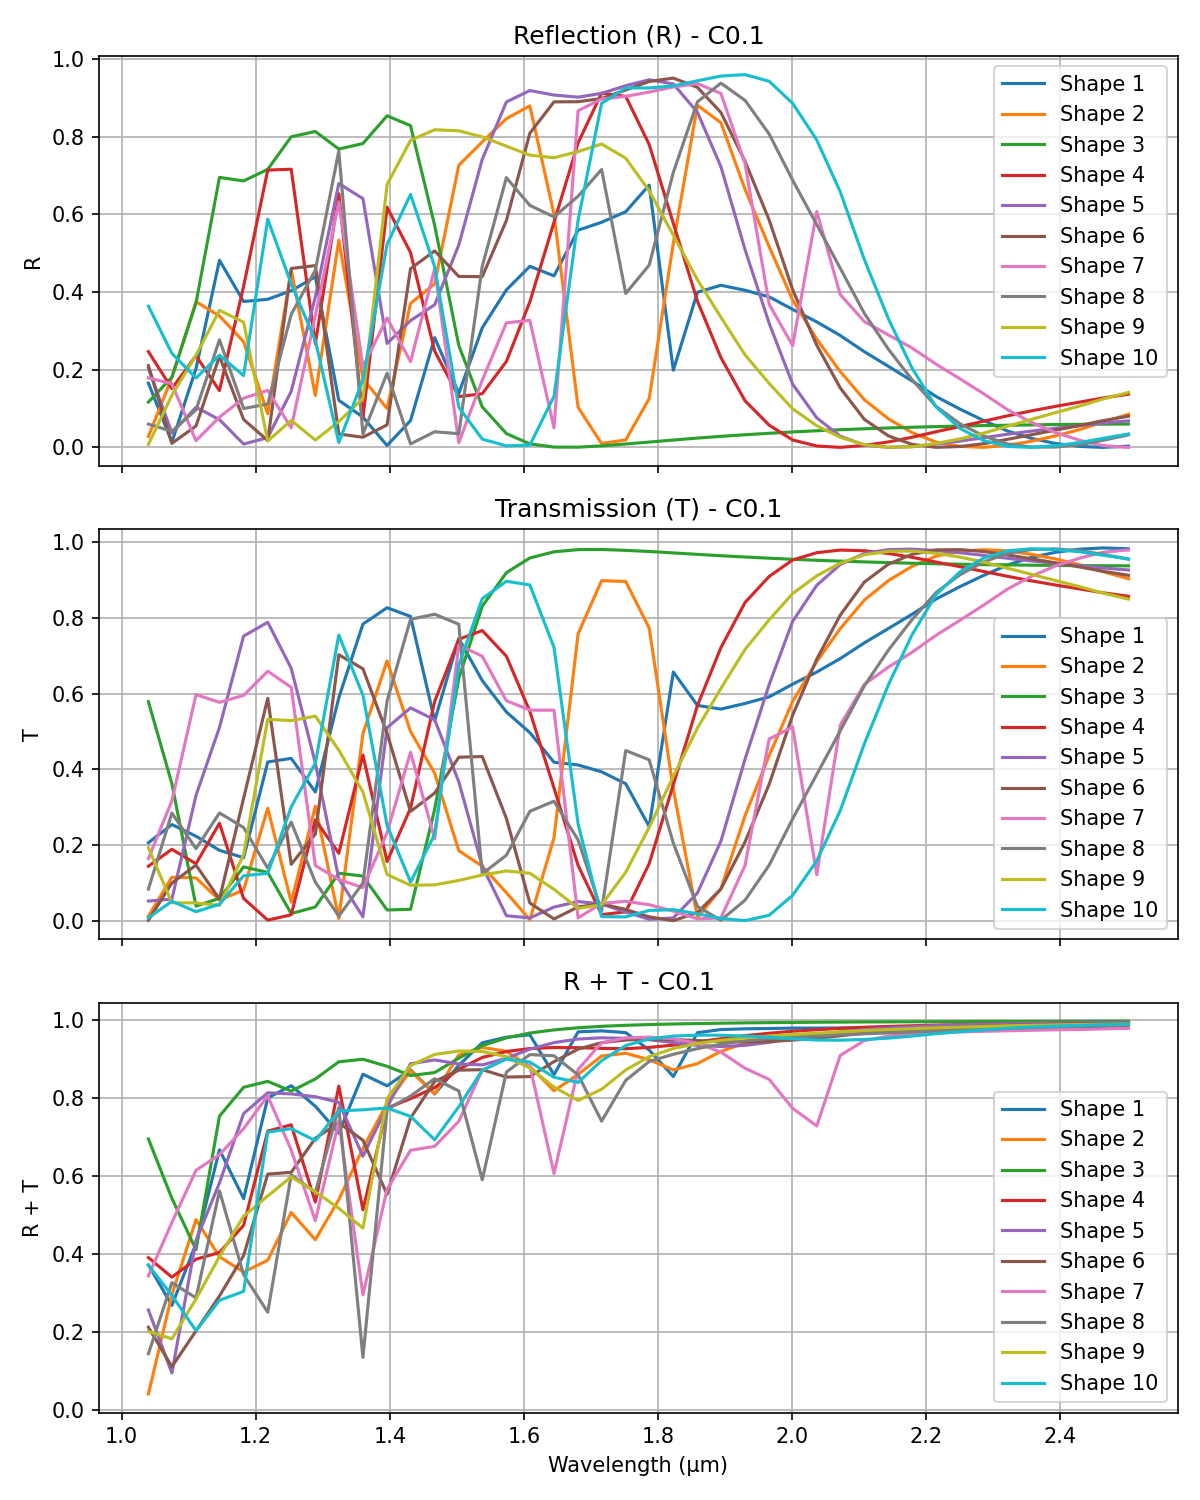 Reflection (R) - C0.1
1.0
0.8
0.6
0.4
0.2
0.0
R
Shape 1
Shape 2
Shape 3
Shape 4
Shape 5
Shape 6
Shape 7
Shape 8
Shape 9
Shape 10
Transmission (T) - C0.1
1.0
0.8
0.6
0.4
0.2
0.0
T
Shape 1
Shape 2
Shape 3
Shape 4
Shape 5
Shape 6
Shape 7
Shape 8
Shape 9
Shape 10
R + T - C0.1
1.0
0.8
0.6
0.4
0.2
0.0
R + T
Shape 1
Shape 2
Shape 3
Shape 4
Shape 5
Shape 6
Shape 7
Shape 8
Shape 9
Shape 10
1.0 1.2 1.4 1.6 1.8 2.0 2.2 2.4
Wavelength (μm)